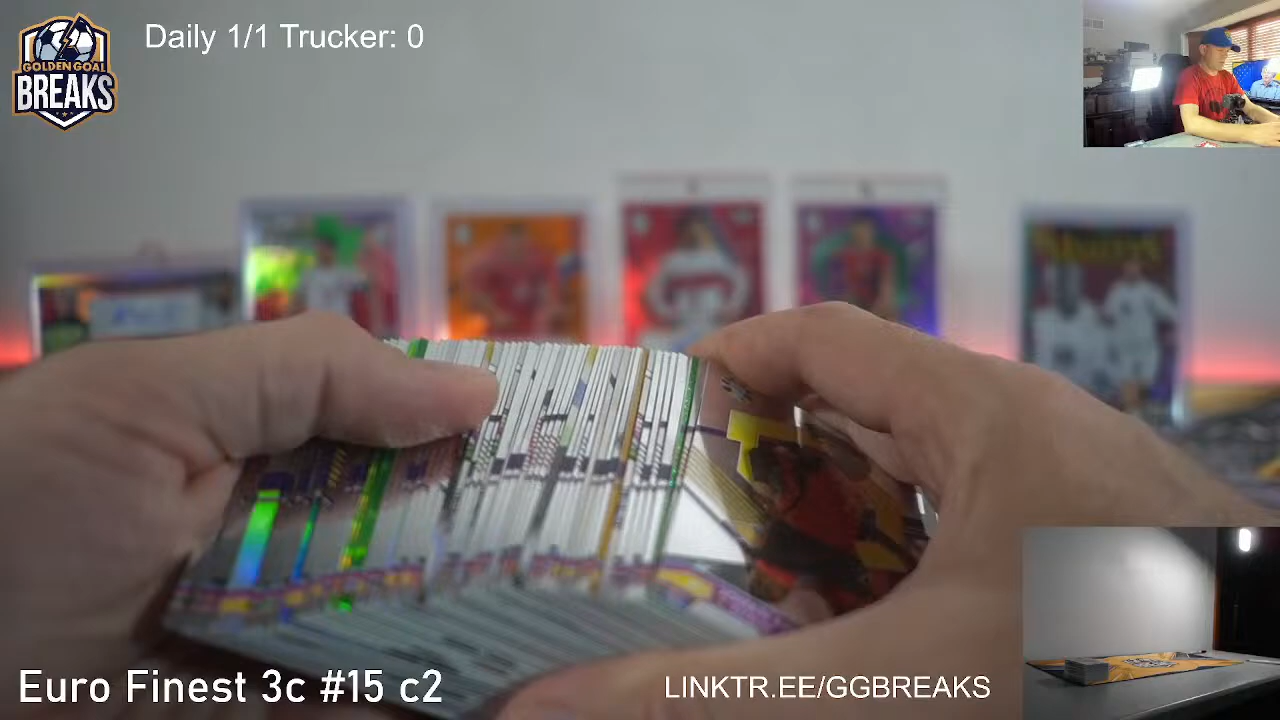 GOLDEN GOAL
BREAKS
Daily 1/1 Trucker: 0
Euro Finest 3c #15 c2
LINKTR.EE/GGBREAKS